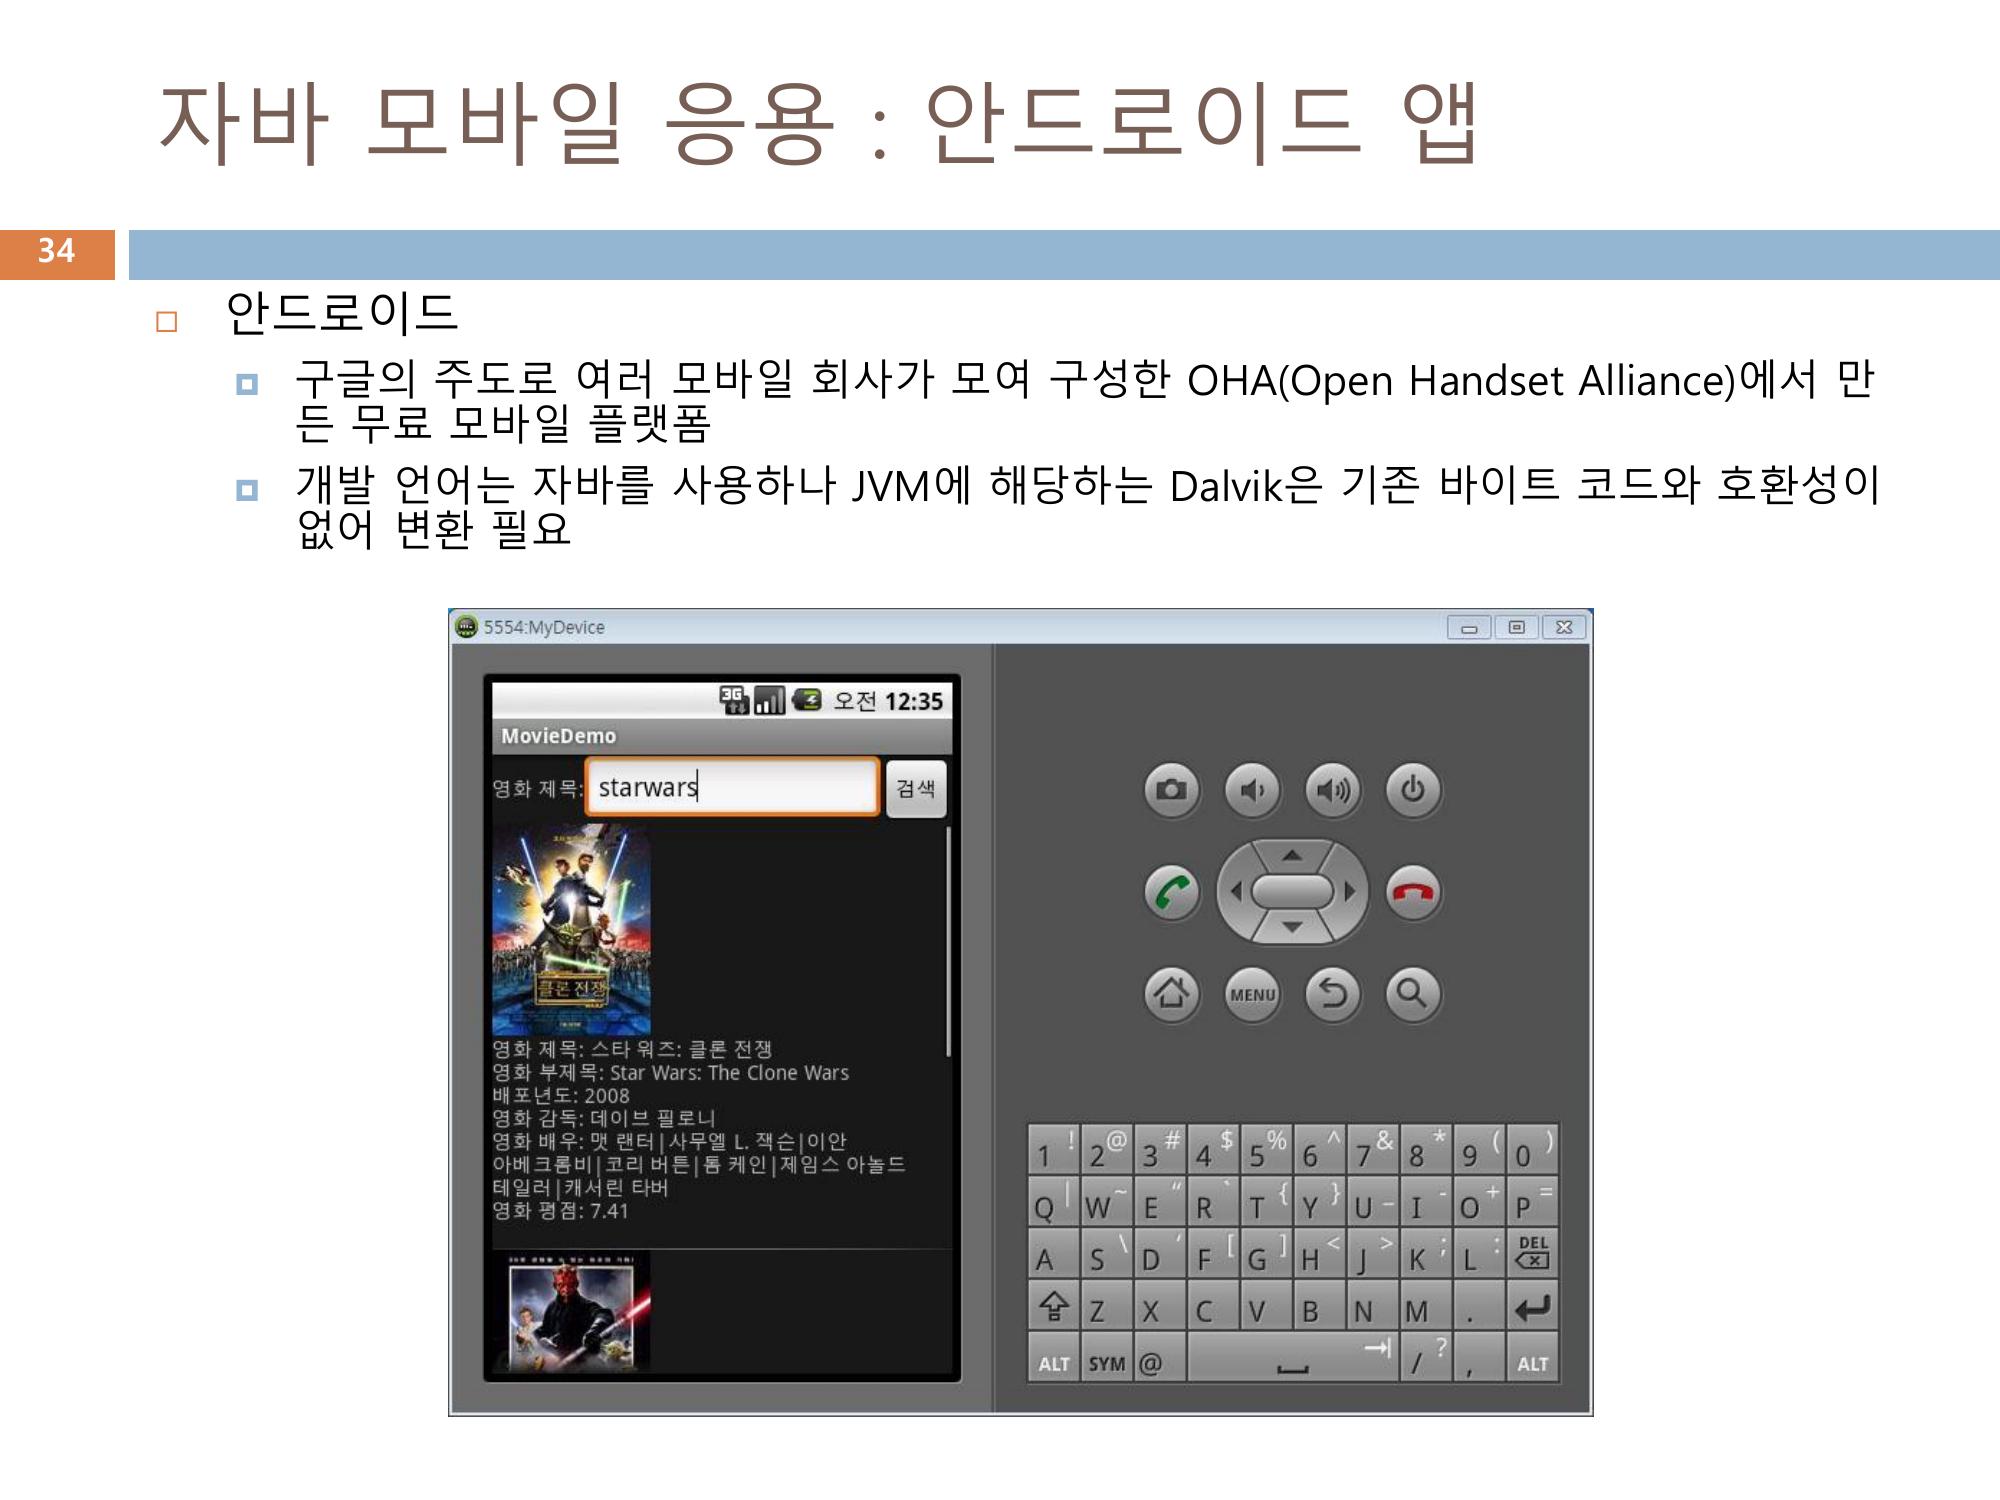 자바 모바일 응용 : 안드로이드 앱
34
안드로이드
구글의 주도로 여러 모바일 회사가 모여 구성한 OHA(Open Handset Alliance)에서 만
든 무료 모바일 플랫폼
개발 언어는 자바를 사용하나 JVM에 해당하는 Dalvik은 기존 바이트 코드와 호환성이
없어 변환 필요
5554:MyDevice
3G 오전 12:35
MovieDemo
영화 제목: starwars 검색
클론 전쟁
영화 제목: 스타 워즈: 클론 전쟁
영화 부제목: Star Wars: The Clone Wars
배포년도: 2008
영화 감독: 데이브 필로니
영화 배우: 맷 랜터|사무엘 L. 잭슨|이안
아베크롬비|코리 버튼|톰 케인|제임스 아놀드
테일러|캐서린 타버
영화 평점: 7.41
MENU
1 ! 2 @ 3 # 4 $ 5 % 6 ^ 7 & 8 * 9 ( 0 )
Q | W ~ E " R ` T { Y } U _ I - O + P =
A S \ D ' F [ G ] H < J > K ; L : DEL
Z X C V B N M .
ALT SYM @ / ? , ALT